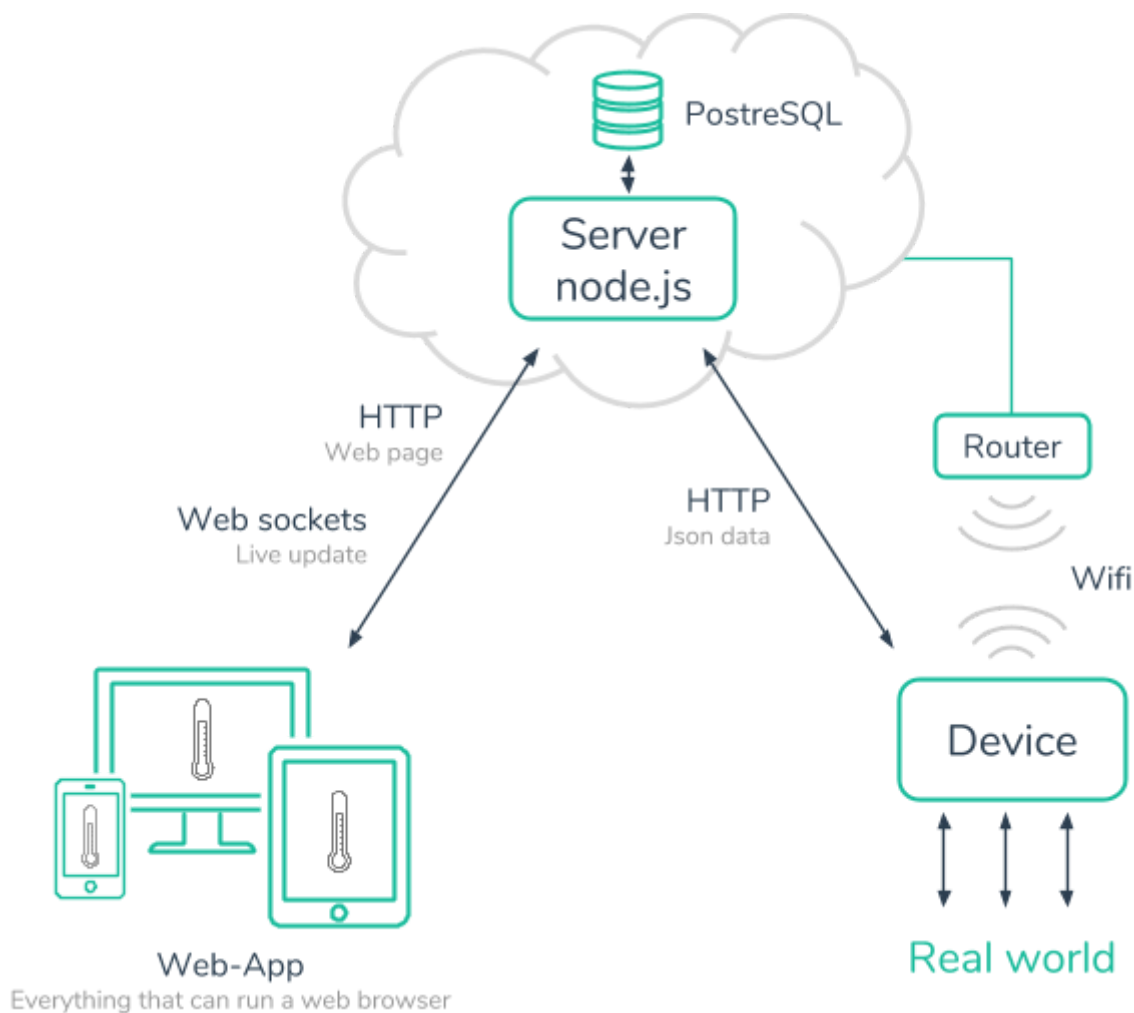 PostreSQL
Server
node.js
HTTP
Web page
Router
HTTP
Json data
Web sockets
Live update
Wifi
Device
Real world
Web-App
Everything that can run a web browser